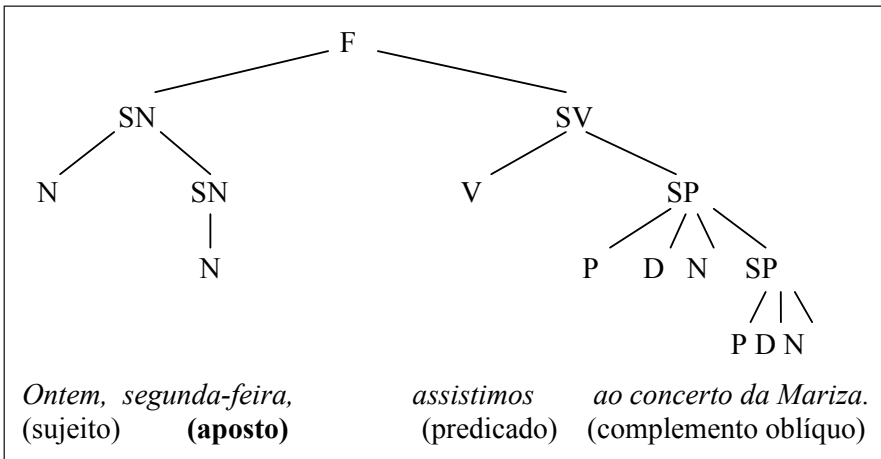 F
SN SV
N SN V SP
N P D N SP
P D N
Ontem, segunda-feira, assistimos ao concerto da Mariza.
(sujeito) (aposto) (predicado) (complemento oblíquo)